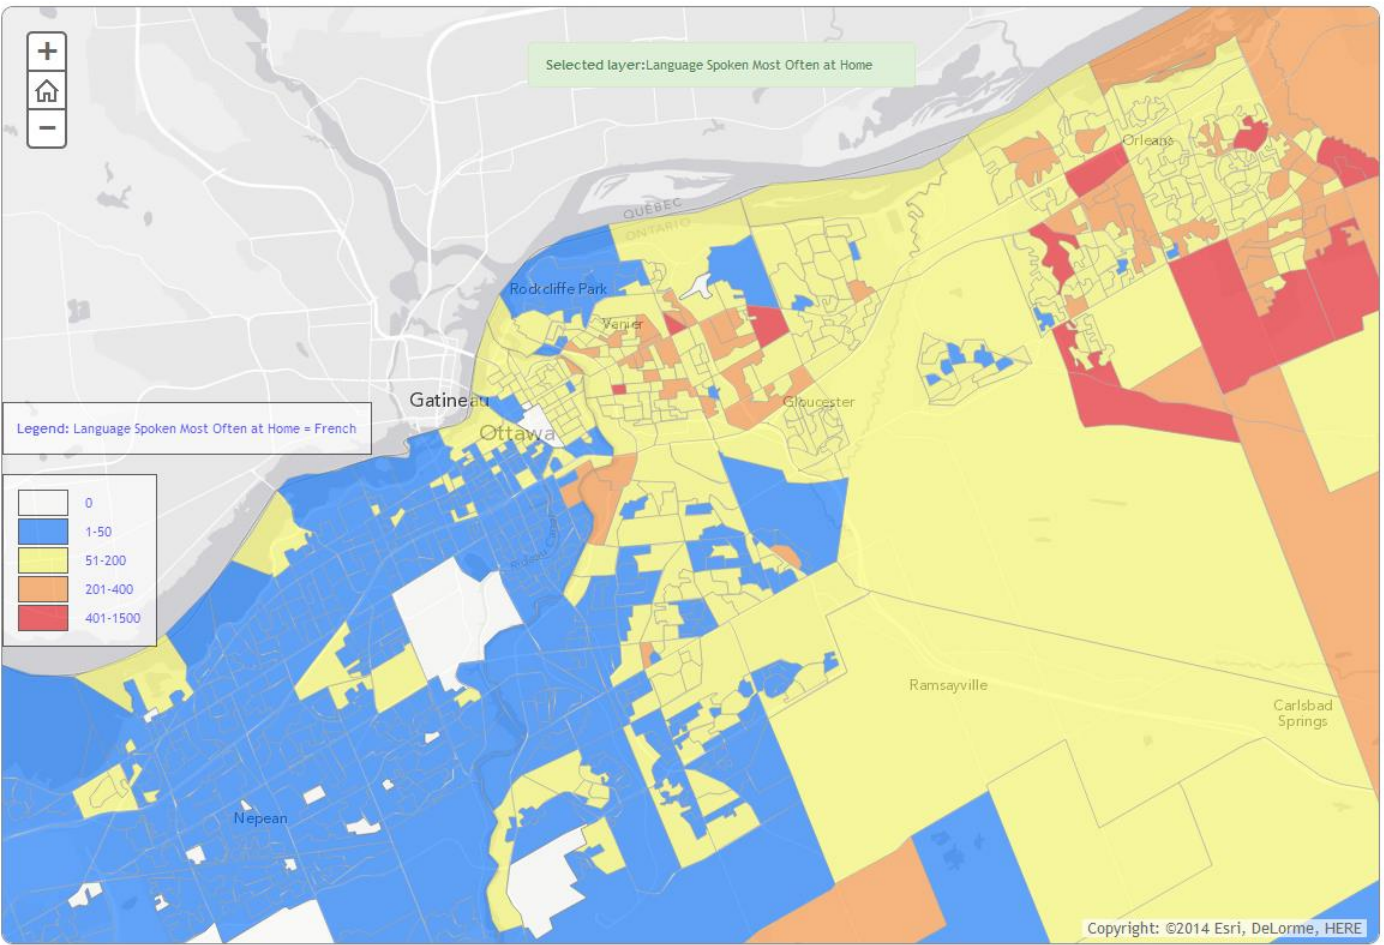 +
−
Selected layer:Language Spoken Most Often at Home
Orleans
QUÉBEC
ONTARIO
Rockcliffe Park
Vanier
Gatineau
Gloucester
Ottawa
Legend: Language Spoken Most Often at Home = French
0
1-50
51-200
201-400
401-1500
Rideau Canal
Ramsayville
Carlsbad
Springs
Nepean
Copyright: ©2014 Esri, DeLorme, HERE